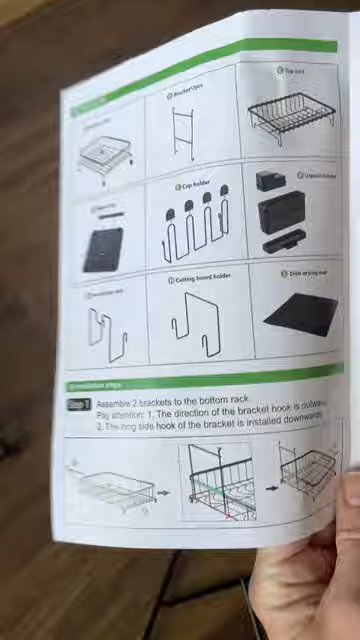 Bracket*2pcs
Top rack
Cup holder
Utensil holder
Cutting board holder
Dish drying mat
Installation steps
Step 1 Assemble 2 brackets to the bottom rack.
Pay attention: 1. The direction of the bracket hook is
2. The long side hook of the bracket is installed downwards